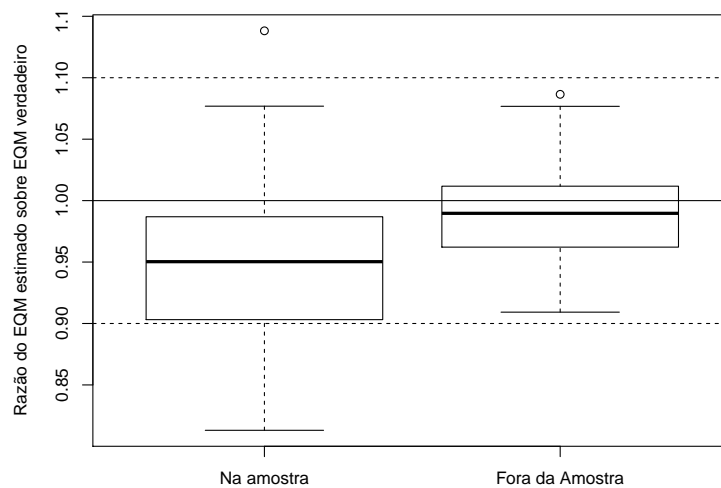 Razão do EQM estimado sobre EQM verdadeiro
1.1
1.10
1.05
1.00
0.95
0.90
0.85
Na amostra
Fora da Amostra